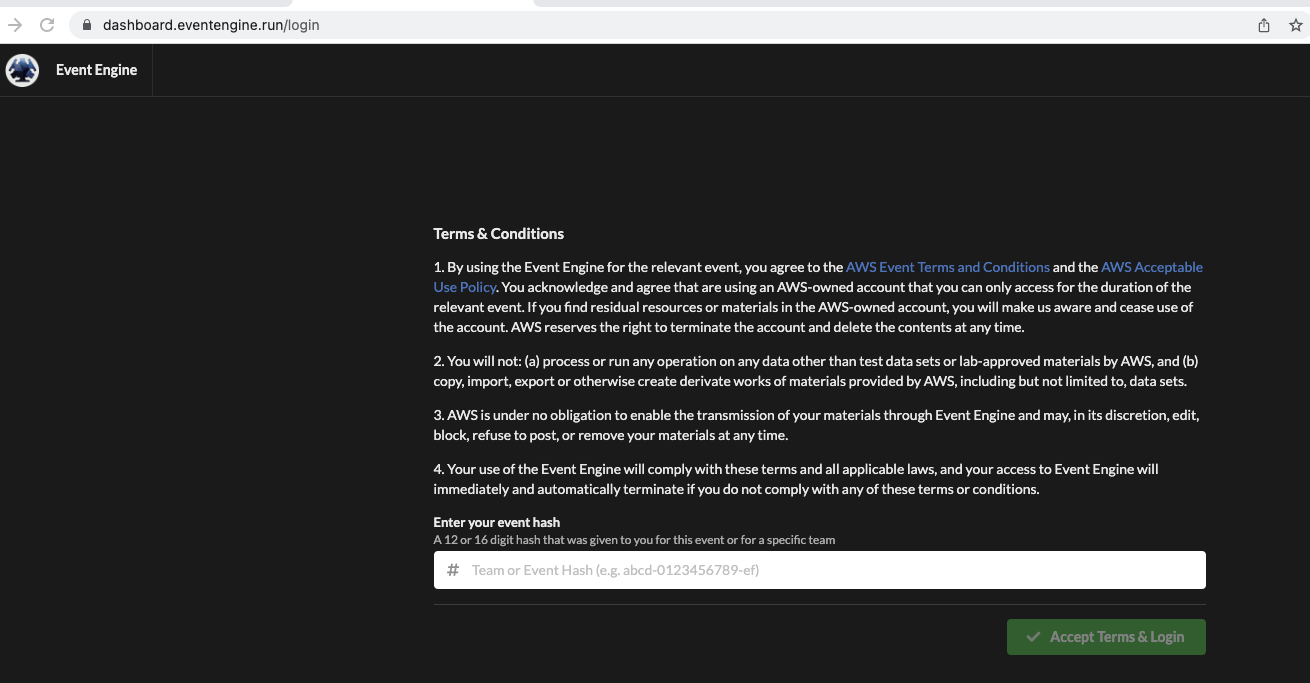 dashboard.eventengine.run/login
Event Engine
Terms & Conditions
1. By using the Event Engine for the relevant event, you agree to the AWS Event Terms and Conditions and the AWS Acceptable
Use Policy. You acknowledge and agree that are using an AWS-owned account that you can only access for the duration of the
relevant event. If you find residual resources or materials in the AWS-owned account, you will make us aware and cease use of
the account. AWS reserves the right to terminate the account and delete the contents at any time.
2. You will not: (a) process or run any operation on any data other than test data sets or lab-approved materials by AWS, and (b)
copy, import, export or otherwise create derivate works of materials provided by AWS, including but not limited to, data sets.
3. AWS is under no obligation to enable the transmission of your materials through Event Engine and may, in its discretion, edit,
block, refuse to post, or remove your materials at any time.
4. Your use of the Event Engine will comply with these terms and all applicable laws, and your access to Event Engine will
immediately and automatically terminate if you do not comply with any of these terms or conditions.
Enter your event hash
A 12 or 16 digit hash that was given to you for this event or for a specific team
# Team or Event Hash (e.g. abcd-0123456789-ef)
Accept Terms & Login